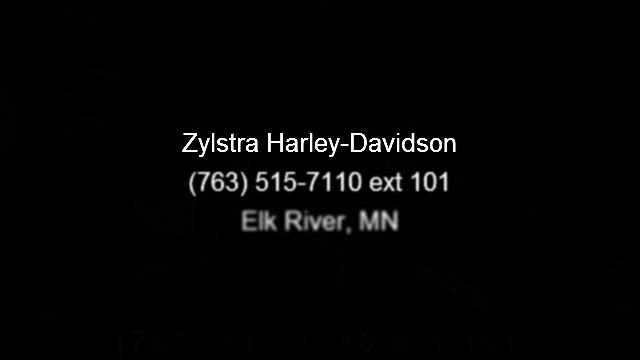 Zylstra Harley-Davidson
(763) 515-7110 ext 101
Elk River, MN